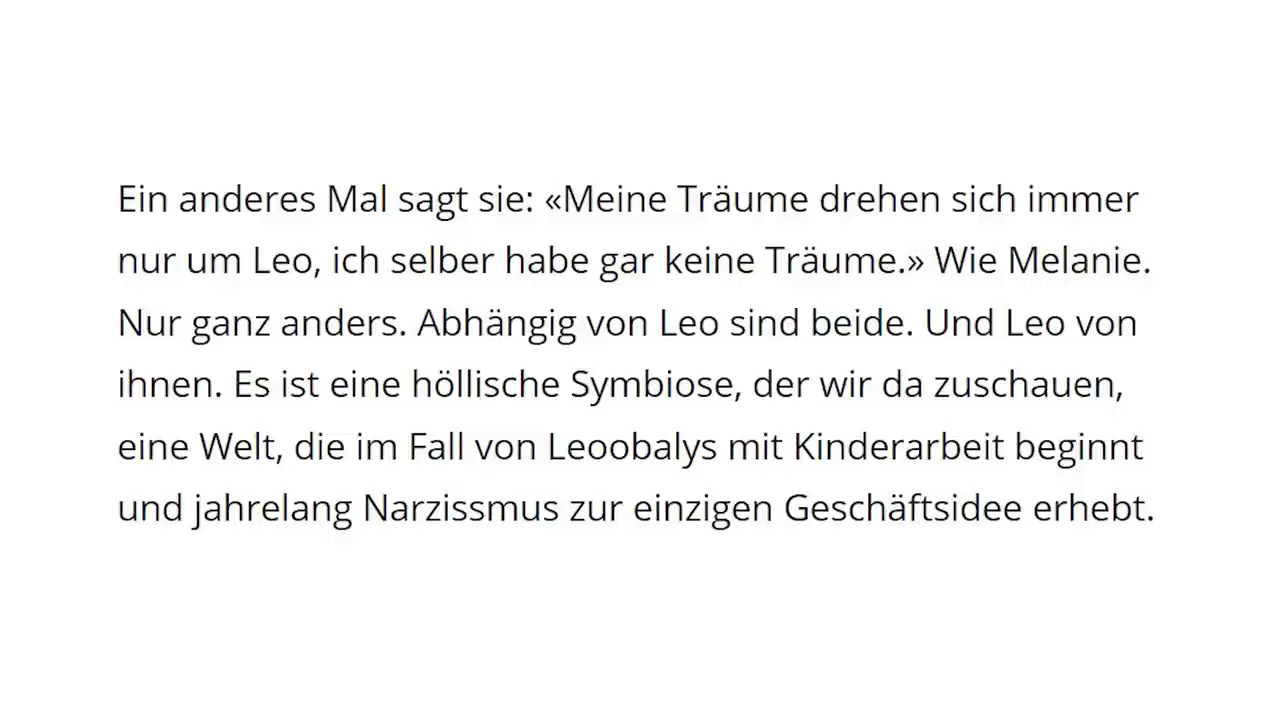 Ein anderes Mal sagt sie: «Meine Träume drehen sich immer
nur um Leo, ich selber habe gar keine Träume.» Wie Melanie.
Nur ganz anders. Abhängig von Leo sind beide. Und Leo von
ihnen. Es ist eine höllische Symbiose, der wir da zuschauen,
eine Welt, die im Fall von Leoobalys mit Kinderarbeit beginnt
und jahrelang Narzissmus zur einzigen Geschäftsidee erhebt.